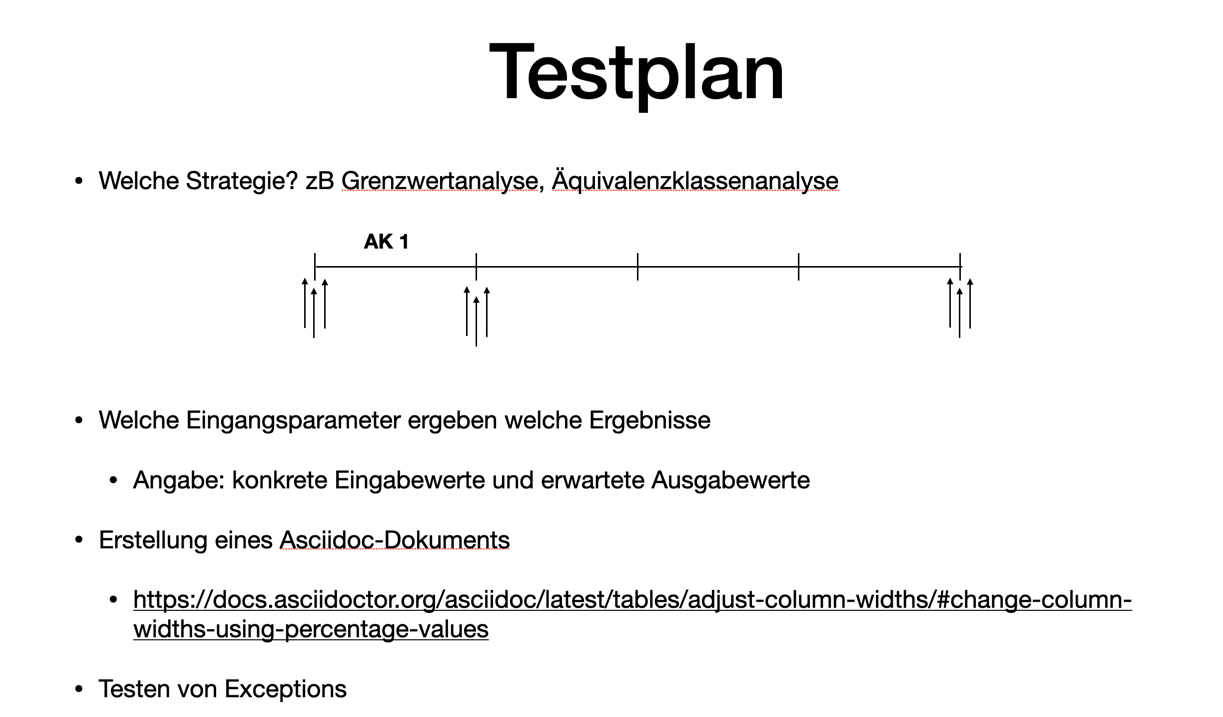 Testplan
• Welche Strategie? zB Grenzwertanalyse, Äquivalenzklassenanalyse
AK 1
• Welche Eingangsparameter ergeben welche Ergebnisse
• Angabe: konkrete Eingabewerte und erwartete Ausgabewerte
• Erstellung eines Asciidoc-Dokuments
• https://docs.asciidoctor.org/asciidoc/latest/tables/adjust-column-widths/#change-column-
widths-using-percentage-values
• Testen von Exceptions